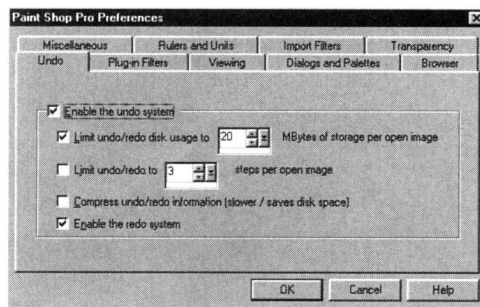 Paint Shop Pro Preferences
Miscellaneous Rulers and Units Import Filters Transparency
Undo Plug-in Filters Viewing Dialogs and Palettes Browser
Enable the undo system
Limit undo/redo disk usage to 20 MBytes of storage per open image
Limit undo/redo to 3 steps per open image
Compress undo/redo information (slower / saves disk space)
Enable the redo system
OK Cancel Help